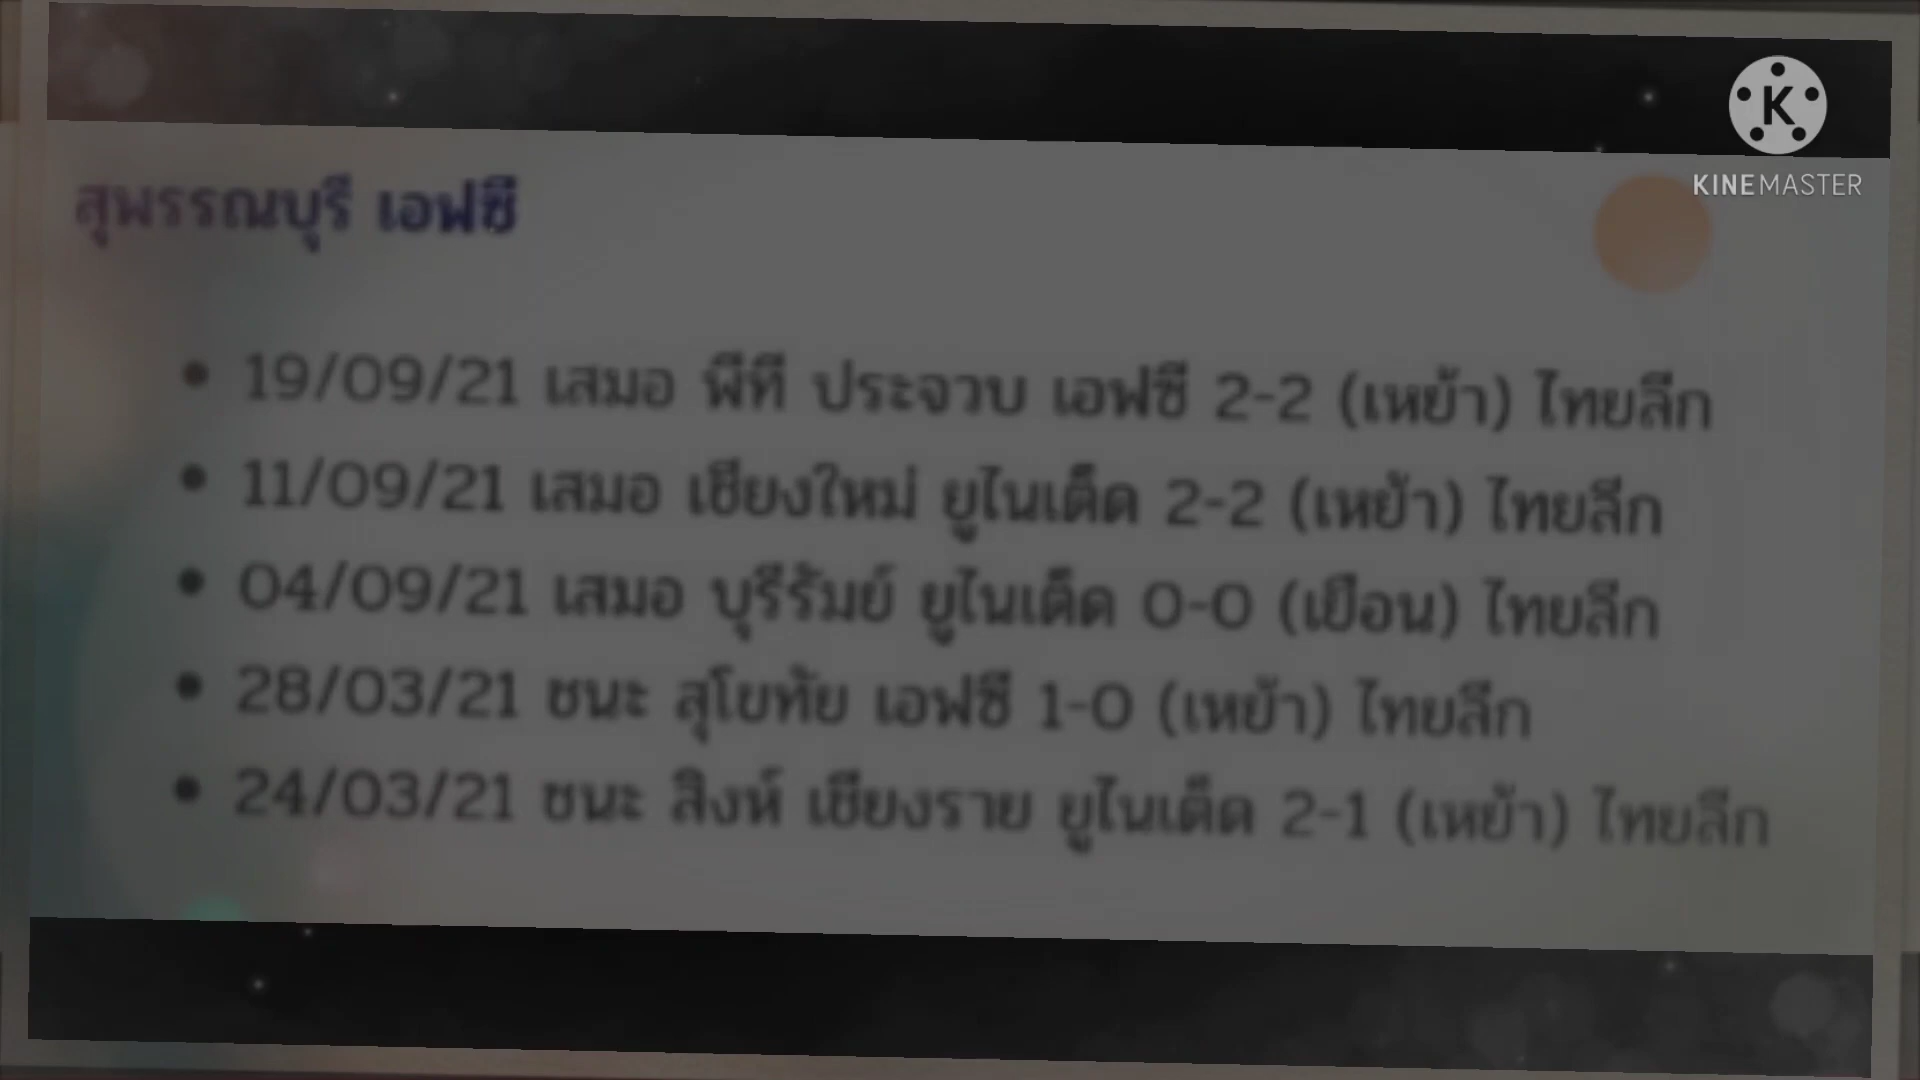 K
KINEMASTER
สุพรรณบุรี เอฟซี
• 19/09/21 เสมอ พีที ประจวบ เอฟซี 2-2 (เหย้า) ไทยลีก
• 11/09/21 เสมอ เชียงใหม่ ยูไนเต็ด 2-2 (เหย้า) ไทยลีก
• 04/09/21 เสมอ บุรีรัมย์ ยูไนเต็ด 0-0 (เยือน) ไทยลีก
• 28/03/21 ชนะ สุโขทัย เอฟซี 1-0 (เหย้า) ไทยลีก
• 24/03/21 ชนะ สิงห์ เชียงราย ยูไนเต็ด 2-1 (เหย้า) ไทยลีก